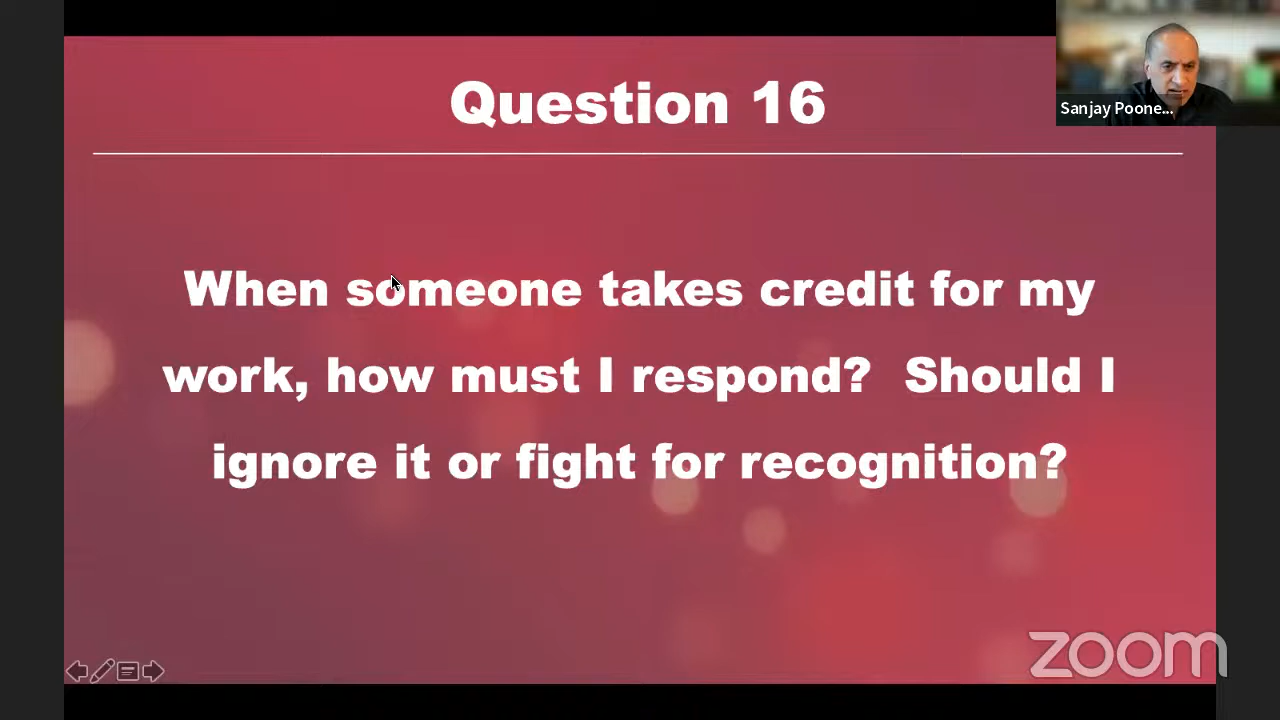 Question 16
Sanjay Poone...
When someone takes credit for my
work, how must I respond?  Should I
ignore it or fight for recognition?
zoom